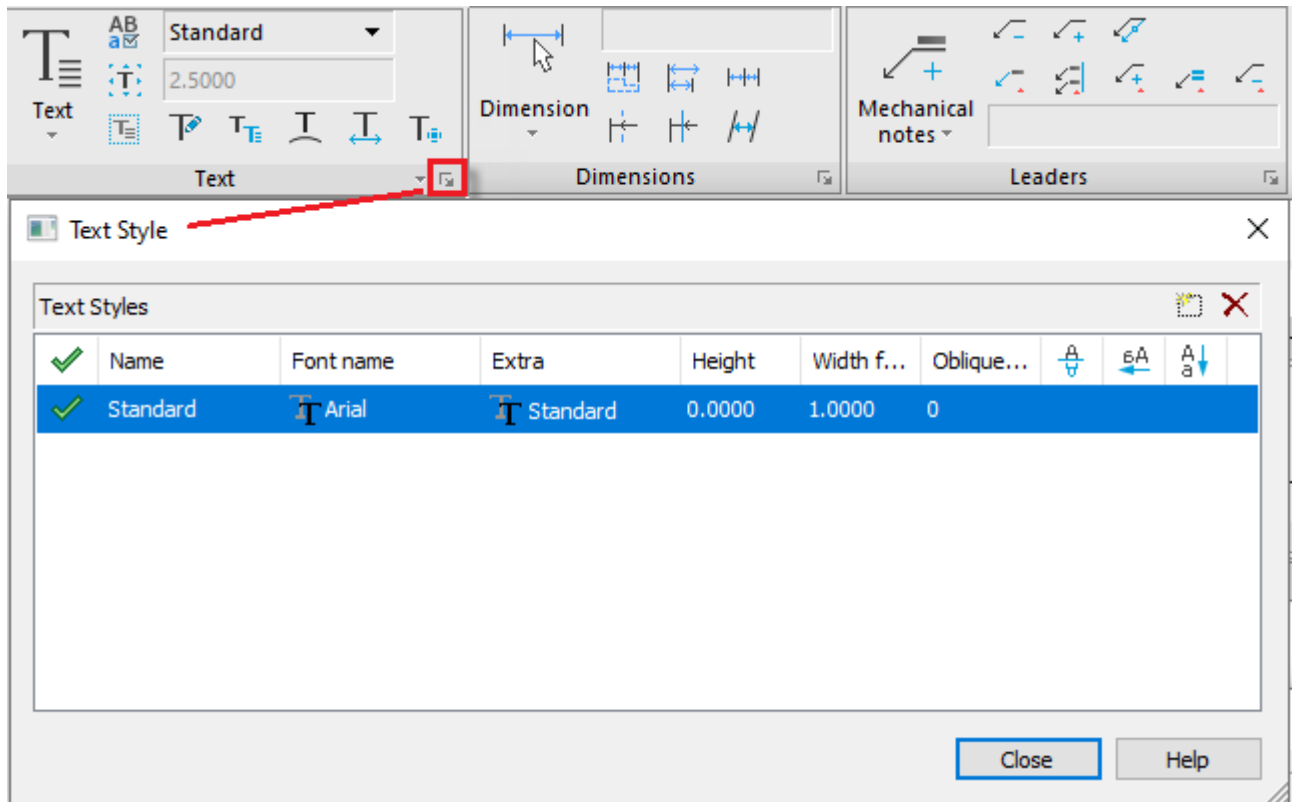 Standard
2.5000
Text
Text
Dimension
Dimensions
Mechanical
notes
Leaders
Text Style
Text Styles
Name Font name Extra Height Width f... Oblique...
Standard Arial Standard 0.0000 1.0000 0
Close Help